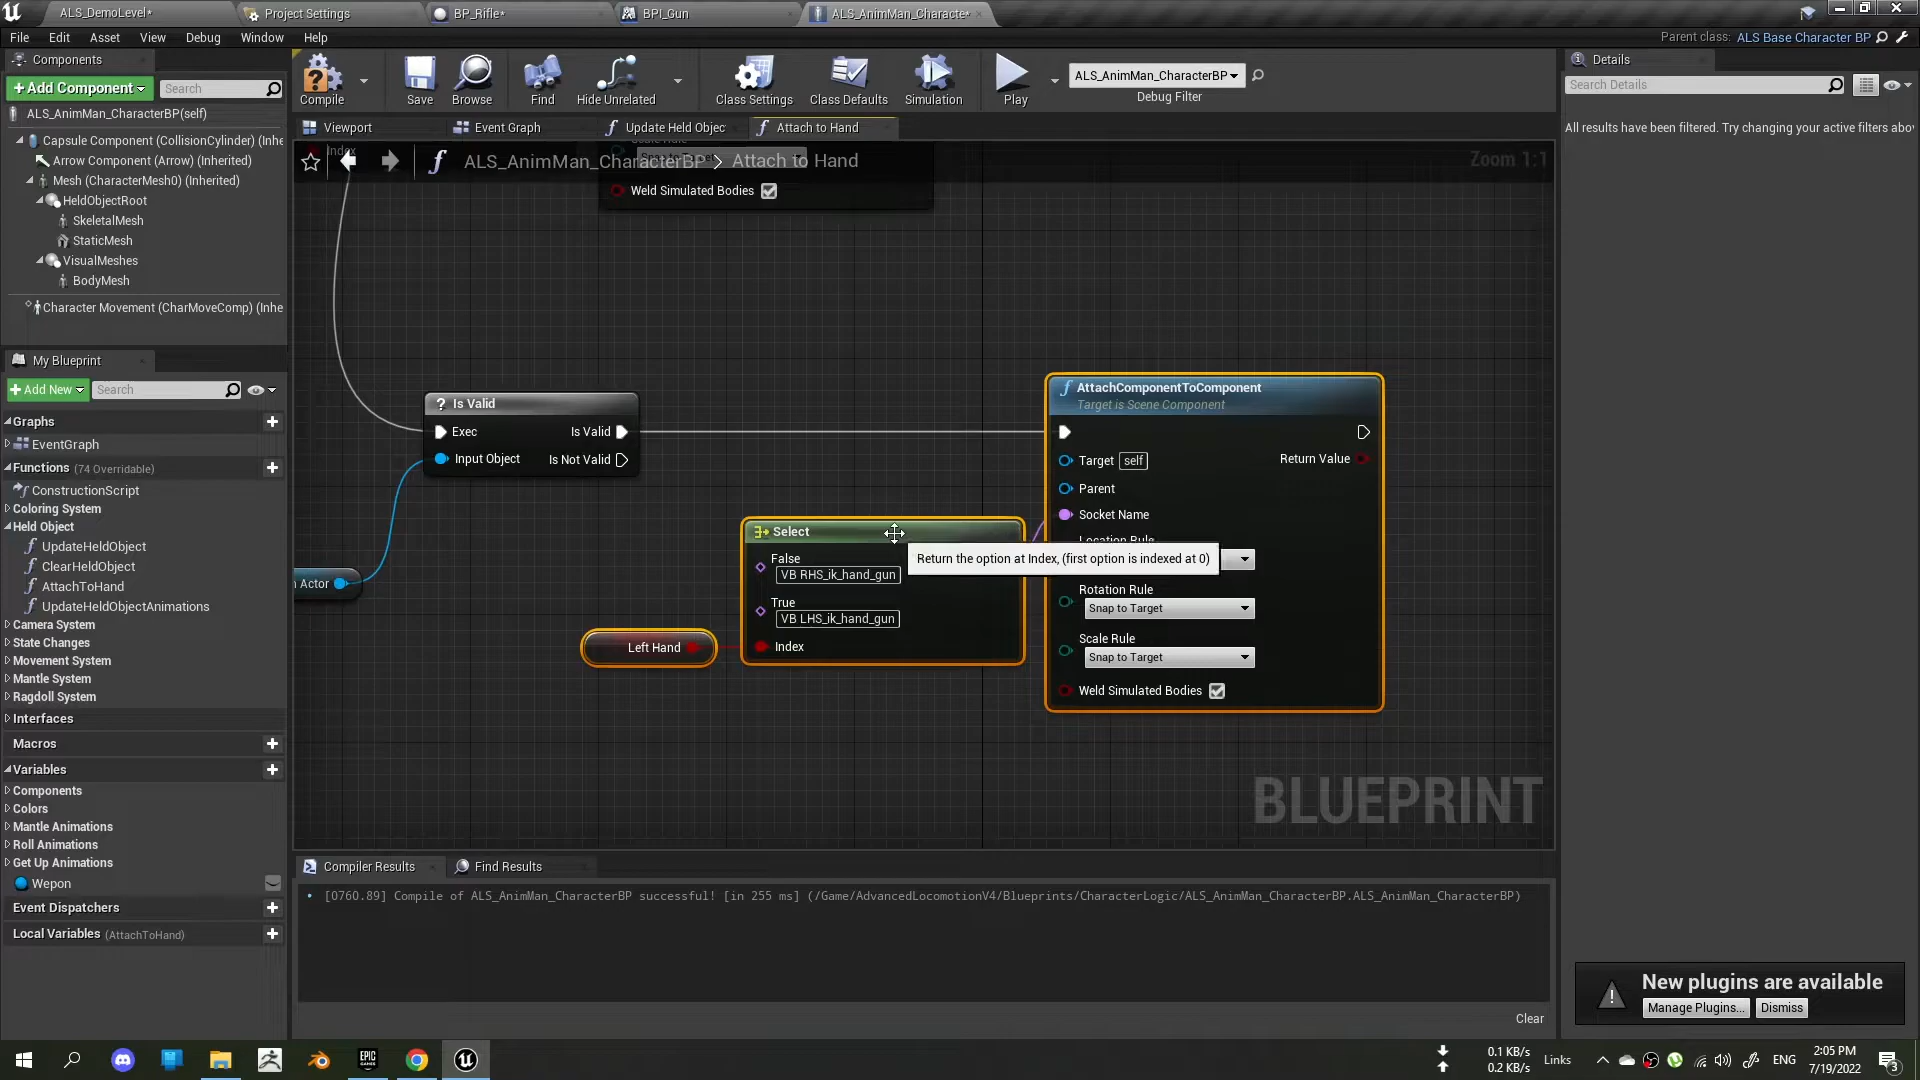 ALS_DemoLevel*
Project Settings
BP_Rifle*
BPI_Gun
ALS_AnimMan_Characte*
File
Edit
Asset
View
Debug
Window
Help
Parent class:
ALS Base Character BP
Components
Details
+Add Component
Search
ALS_AnimMan_CharacterBP(self)
Compile
Save
Browse
Find
Hide Unrelated
Class Settings
Class Defaults
Simulation
Play
ALS_AnimMan_CharacterBP
Debug Filter
Search Details
All results have been filtered. Try changing your active filters abov
Viewport
Event Graph
Update Held Objec
Attach to Hand
Capsule Component (CollisionCylinder) (Inhe
Arrow Component (Arrow) (Inherited)
Mesh (CharacterMesh0) (Inherited)
HeldObjectRoot
SkeletalMesh
StaticMesh
VisualMeshes
BodyMesh
Character Movement (CharMoveComp) (Inhe
ALS_AnimMan_CharacterBP > Attach to Hand
Zoom 1:1
Index
Snap to Target
Weld Simulated Bodies
My Blueprint
+Add New
Search
Graphs
EventGraph
Functions (74 Overridable)
ConstructionScript
Coloring System
Held Object
UpdateHeldObject
ClearHeldObject
AttachToHand
UpdateHeldObjectAnimations
Camera System
State Changes
Movement System
Mantle System
Ragdoll System
Interfaces
Macros
Variables
Components
Colors
Mantle Animations
Roll Animations
Get Up Animations
Wepon
Event Dispatchers
Local Variables (AttachToHand)
? Is Valid
Exec
Is Valid
Input Object
Is Not Valid
Actor
Left Hand
Select
False
VB RHS_ik_hand_gun
True
VB LHS_ik_hand_gun
Index
Return the option at Index, (first option is indexed at 0)
AttachComponentToComponent
Target is Scene Component
Target
self
Return Value
Parent
Socket Name
Location Rule
Rotation Rule
Snap to Target
Scale Rule
Snap to Target
Weld Simulated Bodies
BLUEPRINT
Compiler Results
Find Results
[0760.89] Compile of ALS_AnimMan_CharacterBP successful! [in 255 ms] (/Game/AdvancedLocomotionV4/Blueprints/CharacterLogic/ALS_AnimMan_CharacterBP.ALS_AnimMan_CharacterBP)
Clear
New plugins are available
Manage Plugins...
Dismiss
EPIC
GAMES
0.1 KB/s
0.2 KB/s
Links
ENG
2:05 PM
7/19/2022
3